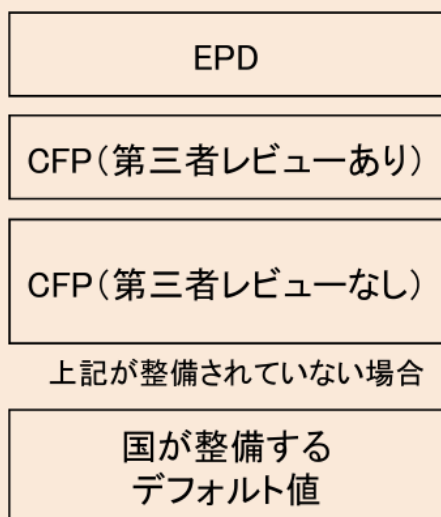 EPD
CFP(第三者レビューあり)
CFP(第三者レビューなし)
上記が整備されていない場合
国が整備する
デフォルト値